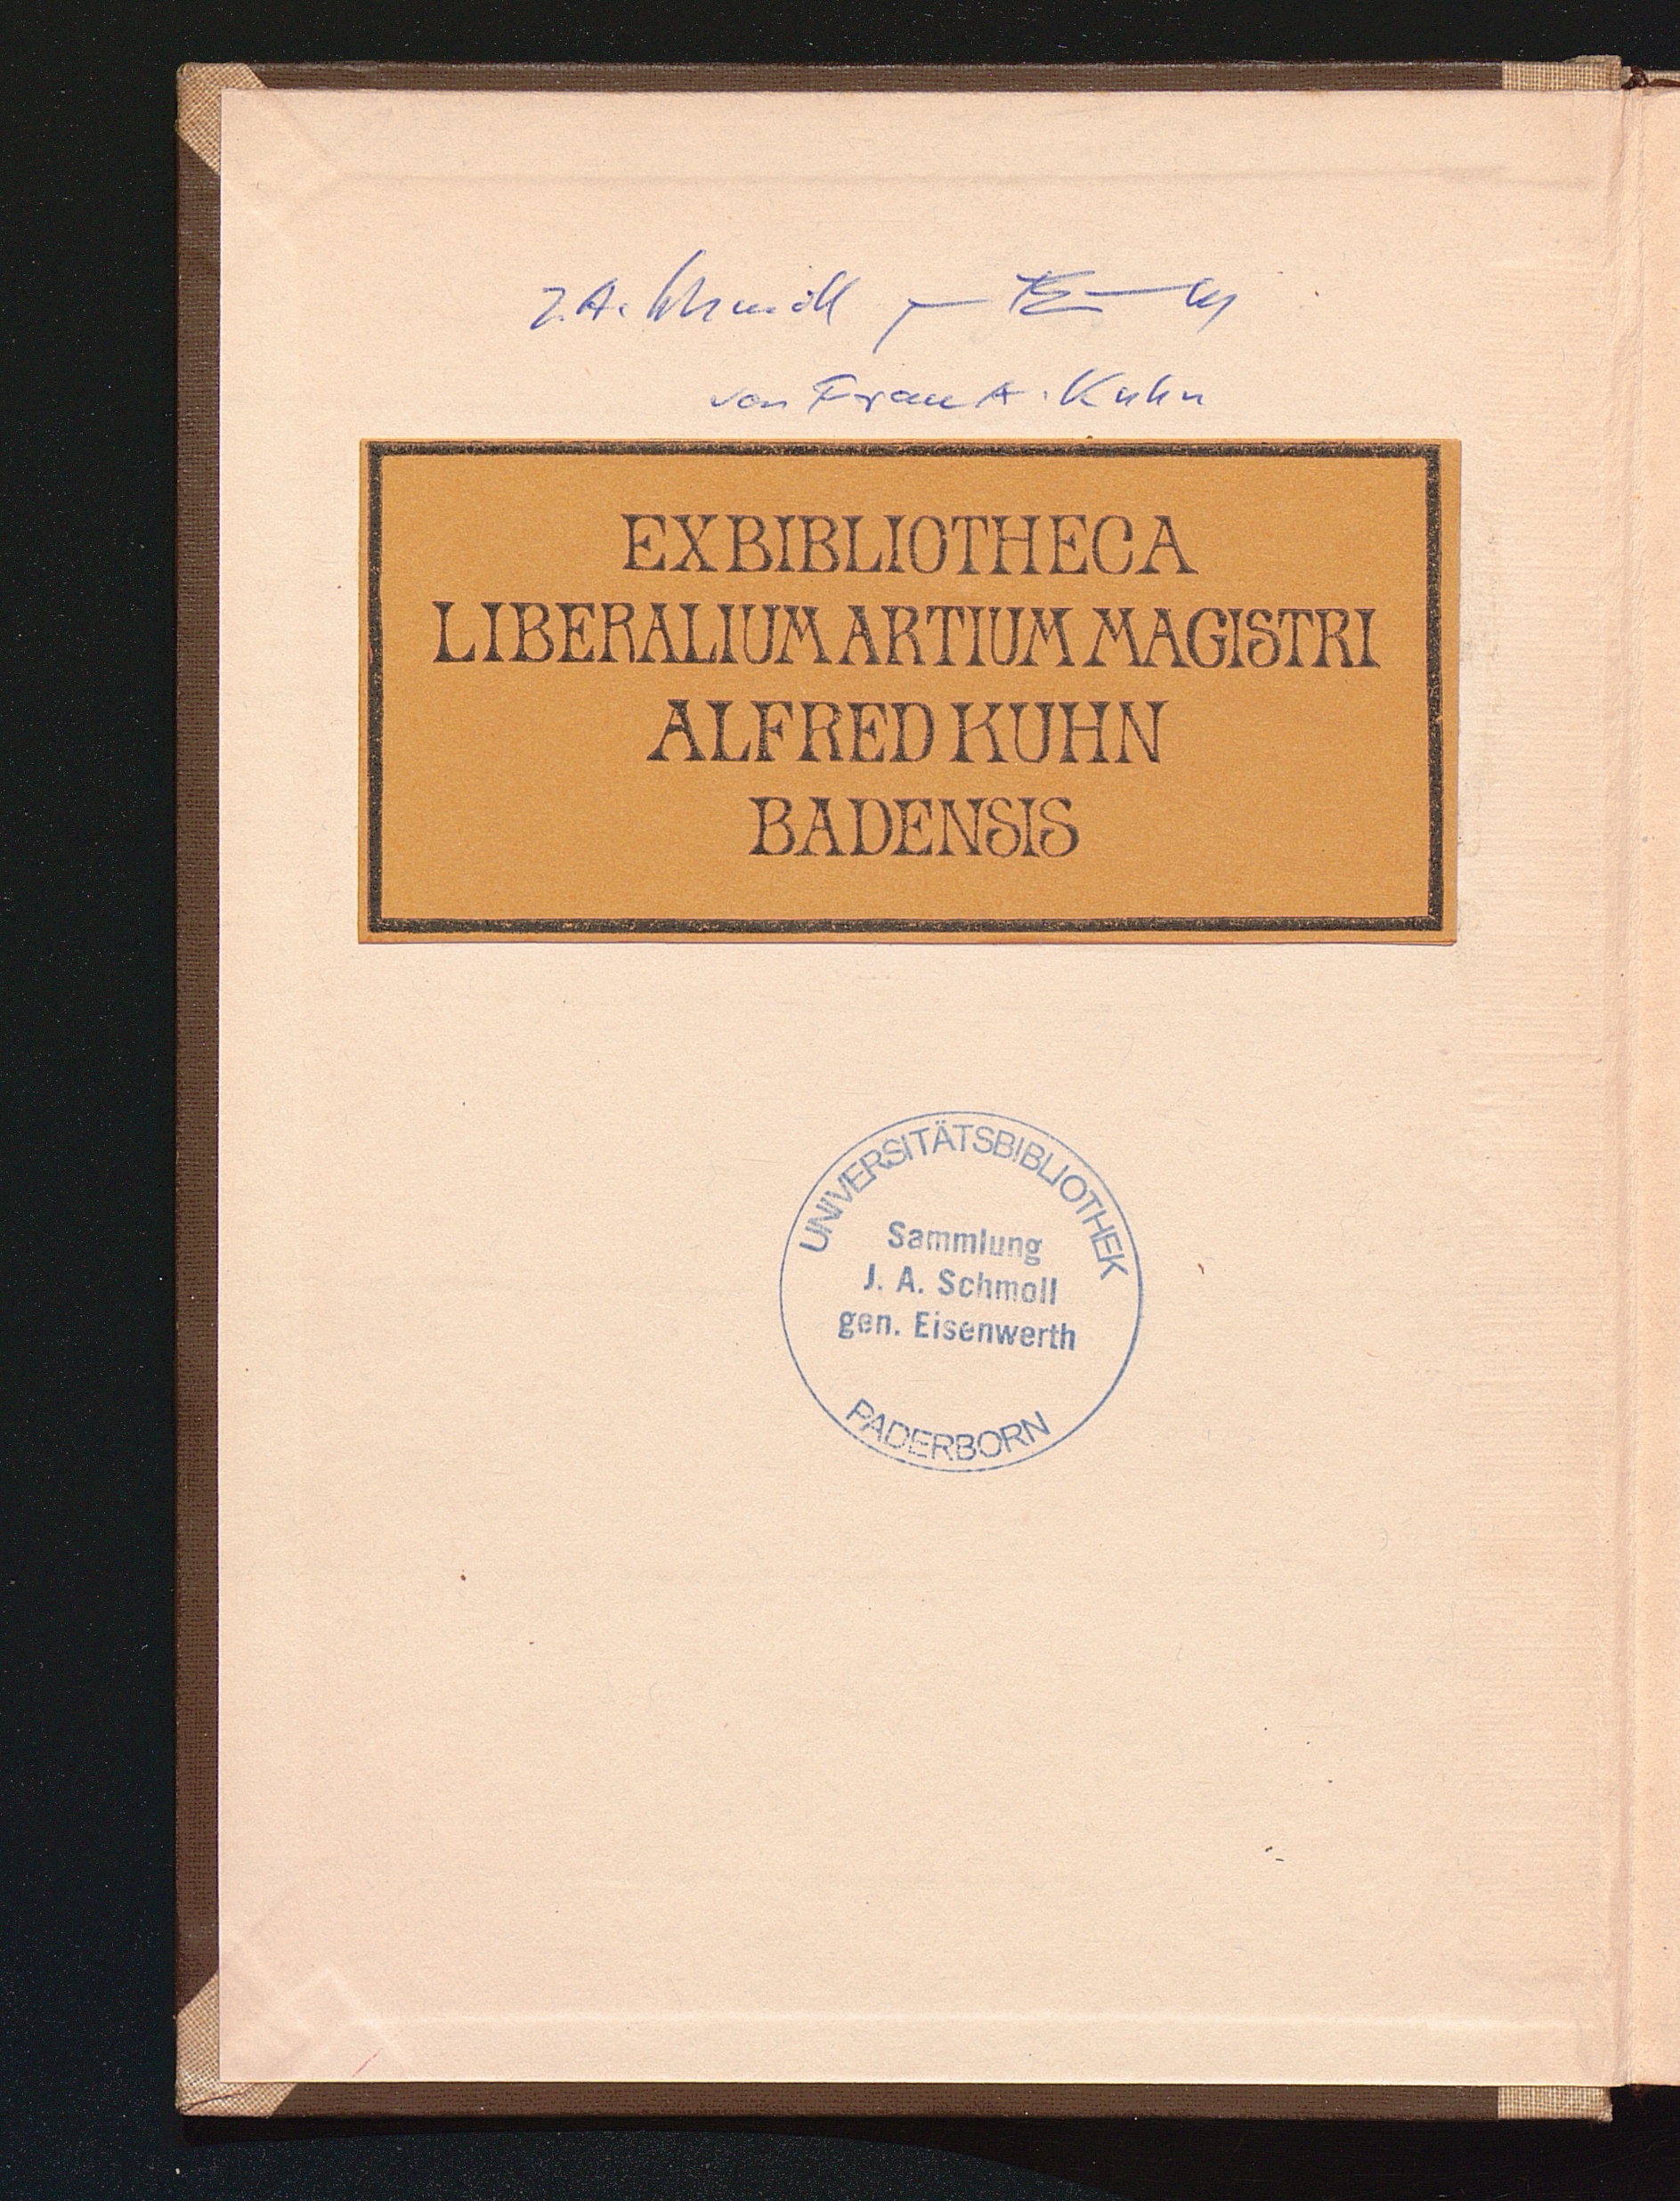 J. A. Schmoll
von Frau A. Kuhn
EX BIBLIOTHECA
LIBERALIUM ARTIUM MAGISTRI
ALFRED KUHN
BADENSIS
UNIVERSITÄTSBIBLIOTHEK
Sammlung
J. A. Schmoll
gen. Eisenwerth
PADERBORN